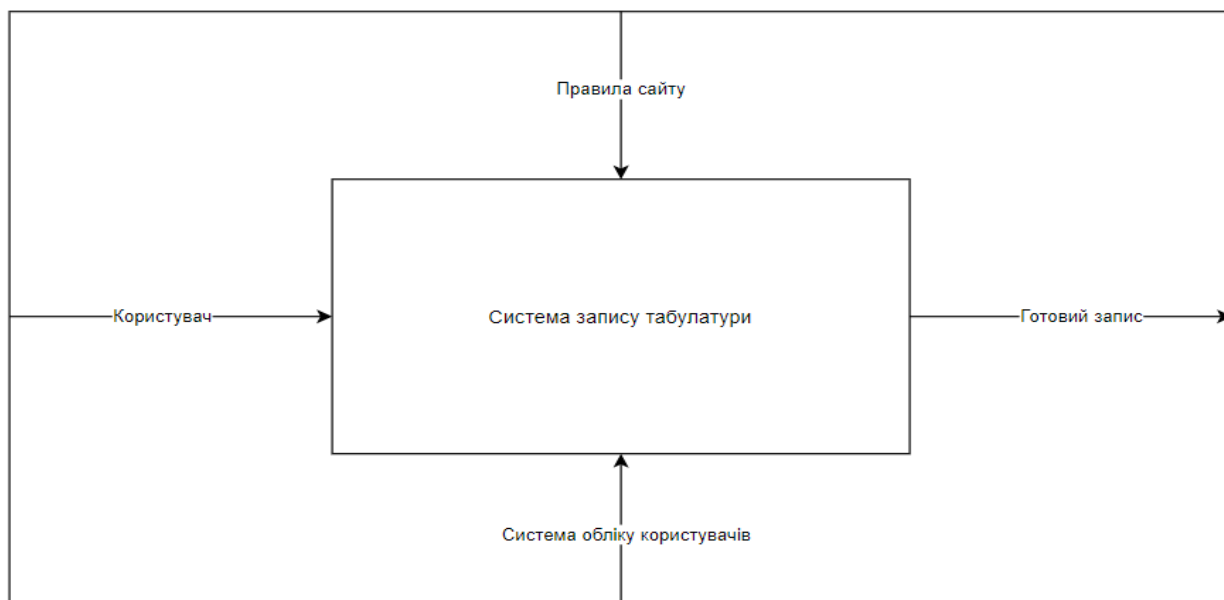 Правила сайту
Користувач
Система запису табулатури
Готовий запис
Система обліку користувачів